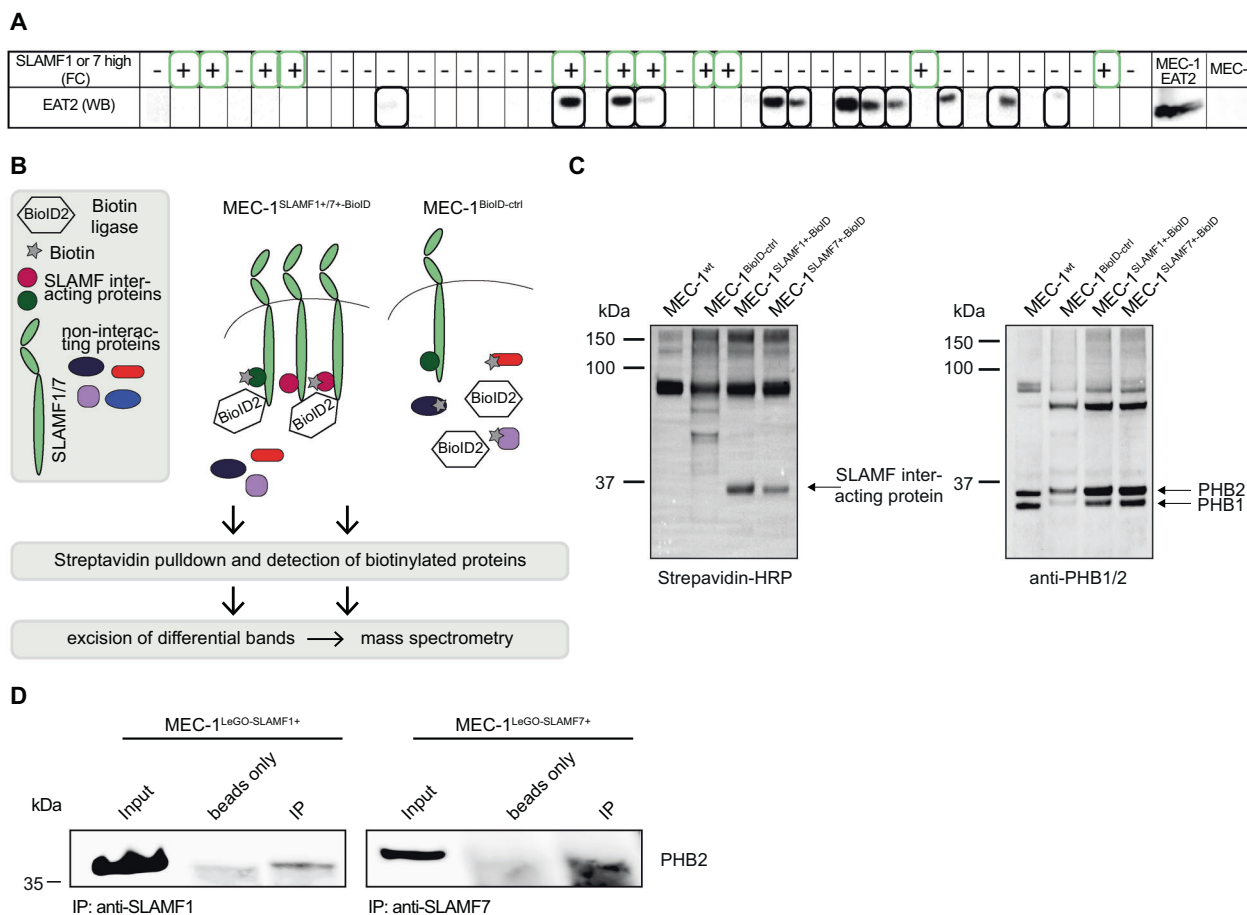 A
SLAMF1 or 7 high
(FC)
- + + - + + - - - - - - - - - - + - + + - + + - - - - - - - + - - - - - - + -
MEC-1
EAT2
MEC-
EAT2 (WB)
B
BioID2
Biotin
ligase
Biotin
SLAMF inter-
acting proteins
non-interac-
ting proteins
SLAMF1/7
MEC-1SLAMF1+/7+-BioID
MEC-1BioID-ctrl
BioID2
BioID2
BioID2
BioID2
Streptavidin pulldown and detection of biotinylated proteins
excision of differential bands → mass spectrometry
C
MEC-1wt
MEC-1BioID-ctrl
MEC-1SLAMF1+-BioID
MEC-1SLAMF7+-BioID
kDa
150
100
37
SLAMF inter-
acting protein
Strepavidin-HRP
MEC-1wt
MEC-1BioID-ctrl
MEC-1SLAMF1+-BioID
MEC-1SLAMF7+-BioID
kDa
150
100
37
PHB2
PHB1
anti-PHB1/2
D
MEC-1LeGO-SLAMF1+
MEC-1LeGO-SLAMF7+
Input
beads only
IP
Input
beads only
IP
kDa
35
PHB2
IP: anti-SLAMF1
IP: anti-SLAMF7